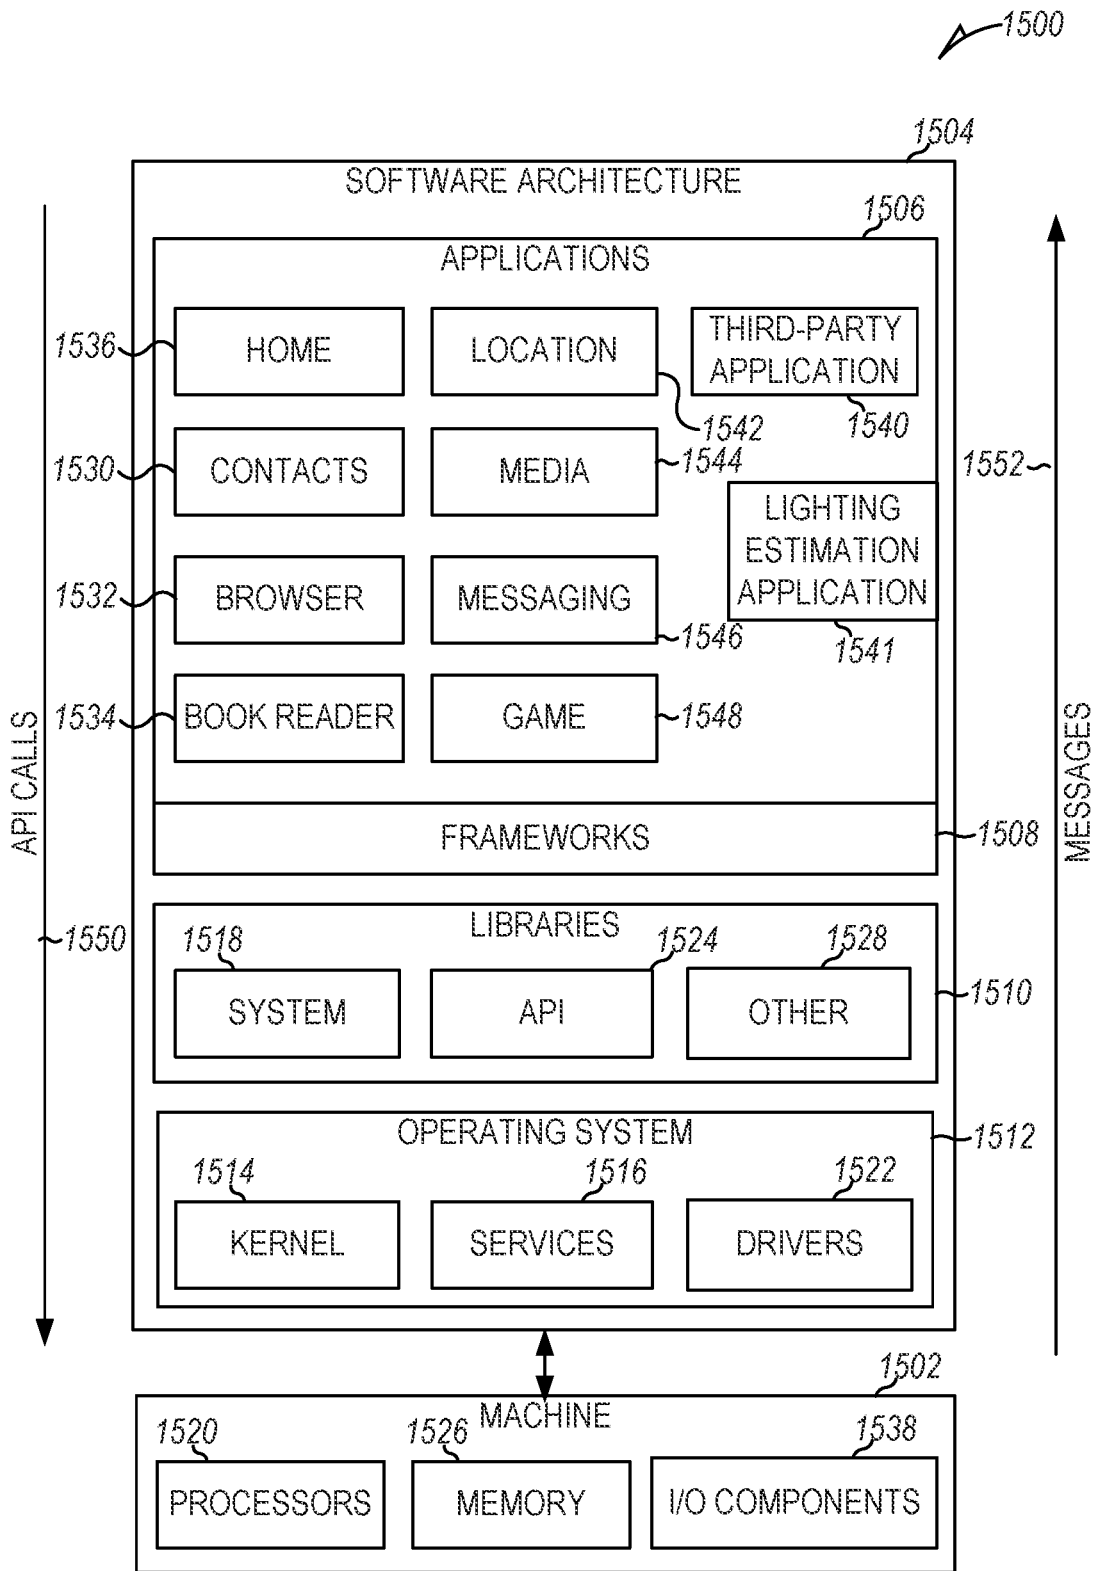 1500
1504
SOFTWARE ARCHITECTURE
1506
APPLICATIONS
1536
HOME
LOCATION
1542
THIRD-PARTY
APPLICATION
1540
1530
CONTACTS
MEDIA
1544
1552
LIGHTING
ESTIMATION
APPLICATION
1541
1532
BROWSER
MESSAGING
1546
1534
BOOK READER
GAME
1548
API CALLS
MESSAGES
FRAMEWORKS
1508
1550
LIBRARIES
1518
SYSTEM
1524
API
1528
OTHER
1510
OPERATING SYSTEM
1512
1514
KERNEL
1516
SERVICES
1522
DRIVERS
1502
MACHINE
1520
PROCESSORS
1526
MEMORY
1538
I/O COMPONENTS